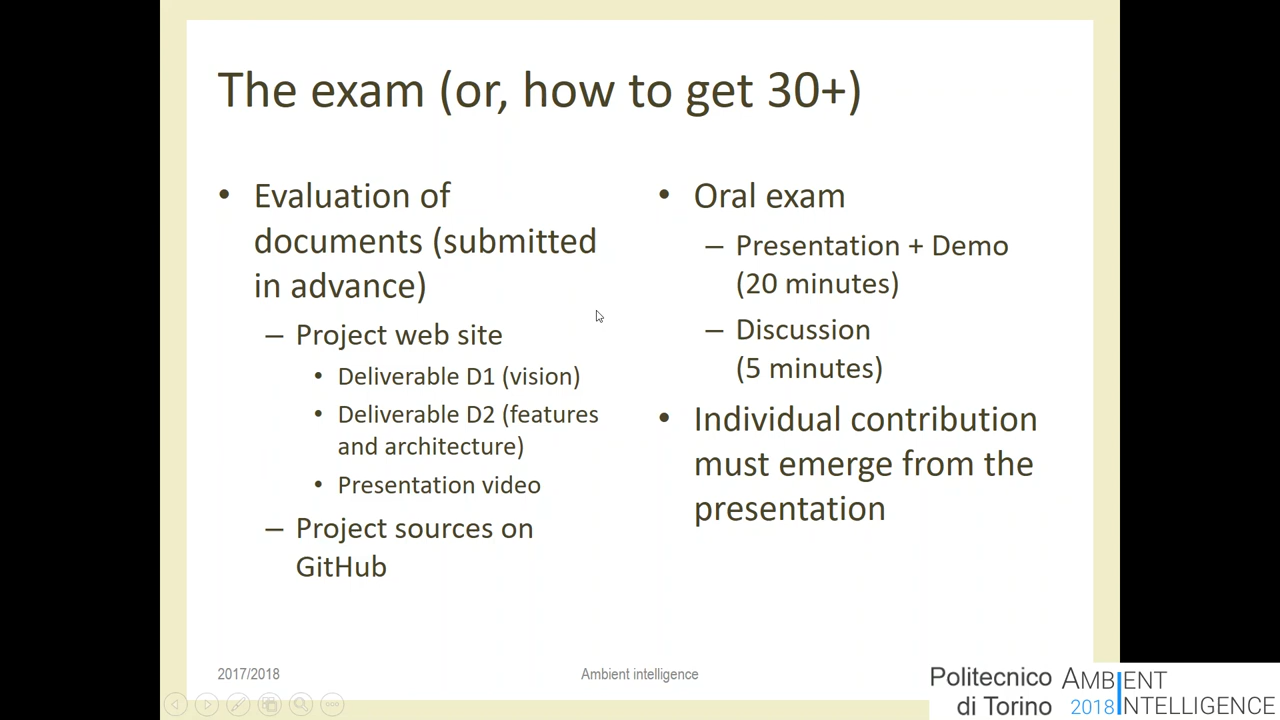 The exam (or, how to get 30+)
• Evaluation of
documents (submitted
in advance)
– Project web site
• Deliverable D1 (vision)
• Deliverable D2 (features
and architecture)
• Presentation video
– Project sources on
GitHub
• Oral exam
– Presentation + Demo
(20 minutes)
– Discussion
(5 minutes)
• Individual contribution
must emerge from the
presentation
2017/2018
Ambient intelligence
Politecnico
di Torino
AMBIENT
2018 INTELLIGENCE